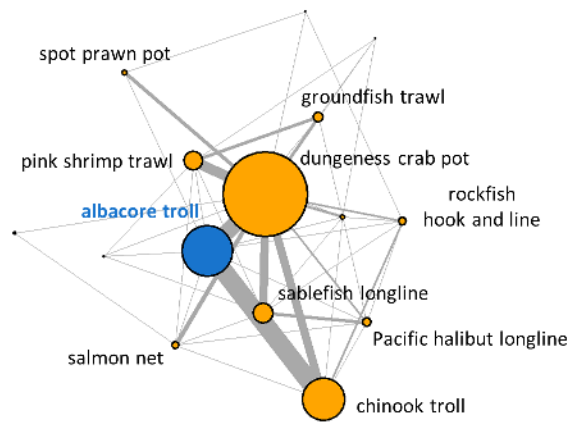 spot prawn pot
groundfish trawl
pink shrimp trawl
dungeness crab pot
rockfish
hook and line
albacore troll
sablefish longline
Pacific halibut longline
salmon net
chinook troll